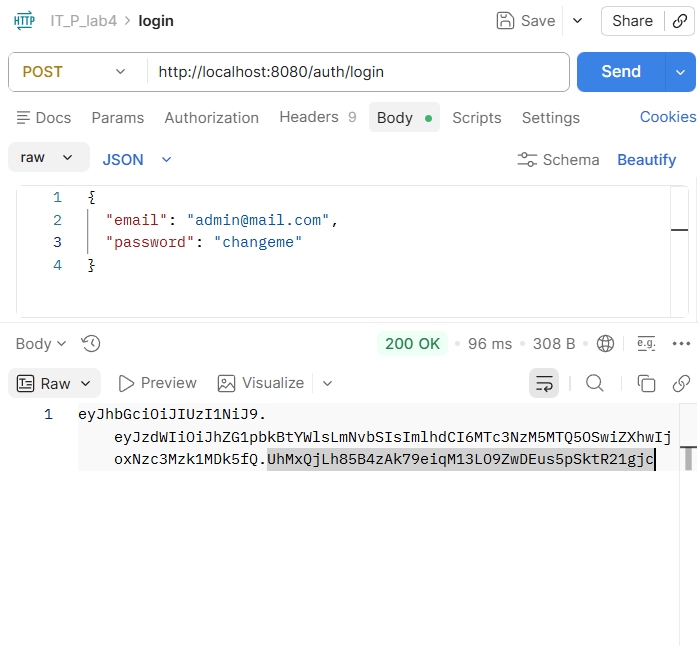 HTTP IT_P_lab4 > login Save Share
POST http://localhost:8080/auth/login Send
Docs Params Authorization Headers 9 Body Scripts Settings Cookies
raw JSON Schema Beautify
1 {
2 "email": "admin@mail.com",
3 "password": "changeme"
4 }
Body 200 OK • 96 ms • 308 B • e.g. •••
Raw Preview Visualize
1 eyJhbGciOiJIUzI1NiJ9.
eyJzdWIiOiJhZG1pbkBtYWlsLmNvbSIsImlhdCI6MTc3NzM5MTQ5OSwiZXhwIj
oxNzc3Mzk1MDk5fQ.UhMxQjLh85B4zAk79eiqM13LO9ZwDEus5pSktR21gjc